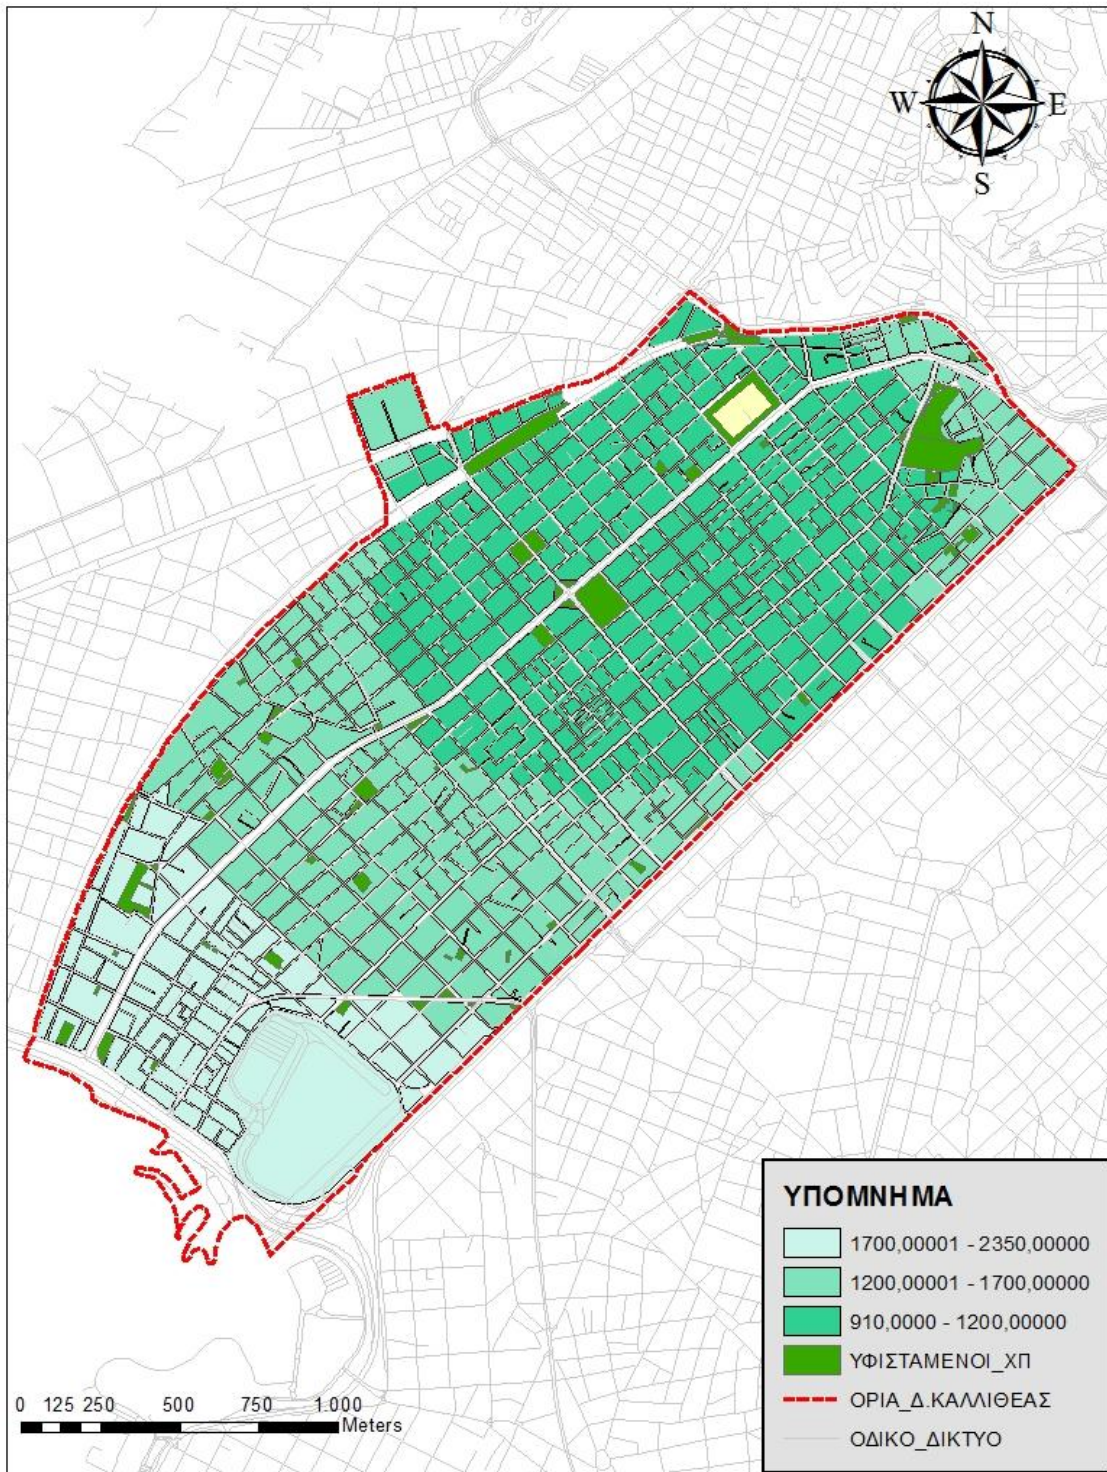 N
W E
S
ΥΠΟΜΝΗΜΑ
1700,00001 - 2350,00000
1200,00001 - 1700,00000
910,0000 - 1200,00000
ΥΦΙΣΤΑΜΕΝΟΙ_ΧΠ
ΟΡΙΑ_Δ.ΚΑΛΛΙΘΕΑΣ
ΟΔΙΚΟ_ΔΙΚΤΥΟ
0 125 250 500 750 1.000
Meters